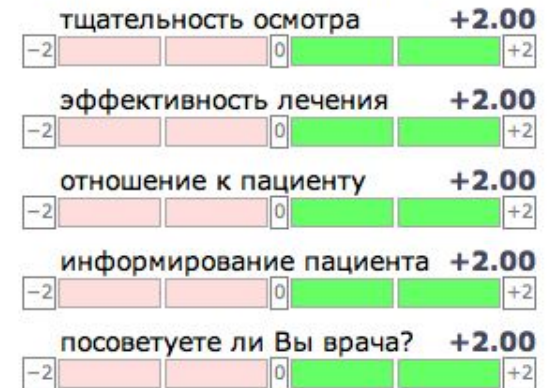 тщательность осмотра +2.00
−2 0 +2
эффективность лечения +2.00
−2 0 +2
отношение к пациенту +2.00
−2 0 +2
информирование пациента +2.00
−2 0 +2
посоветуете ли Вы врача? +2.00
−2 0 +2